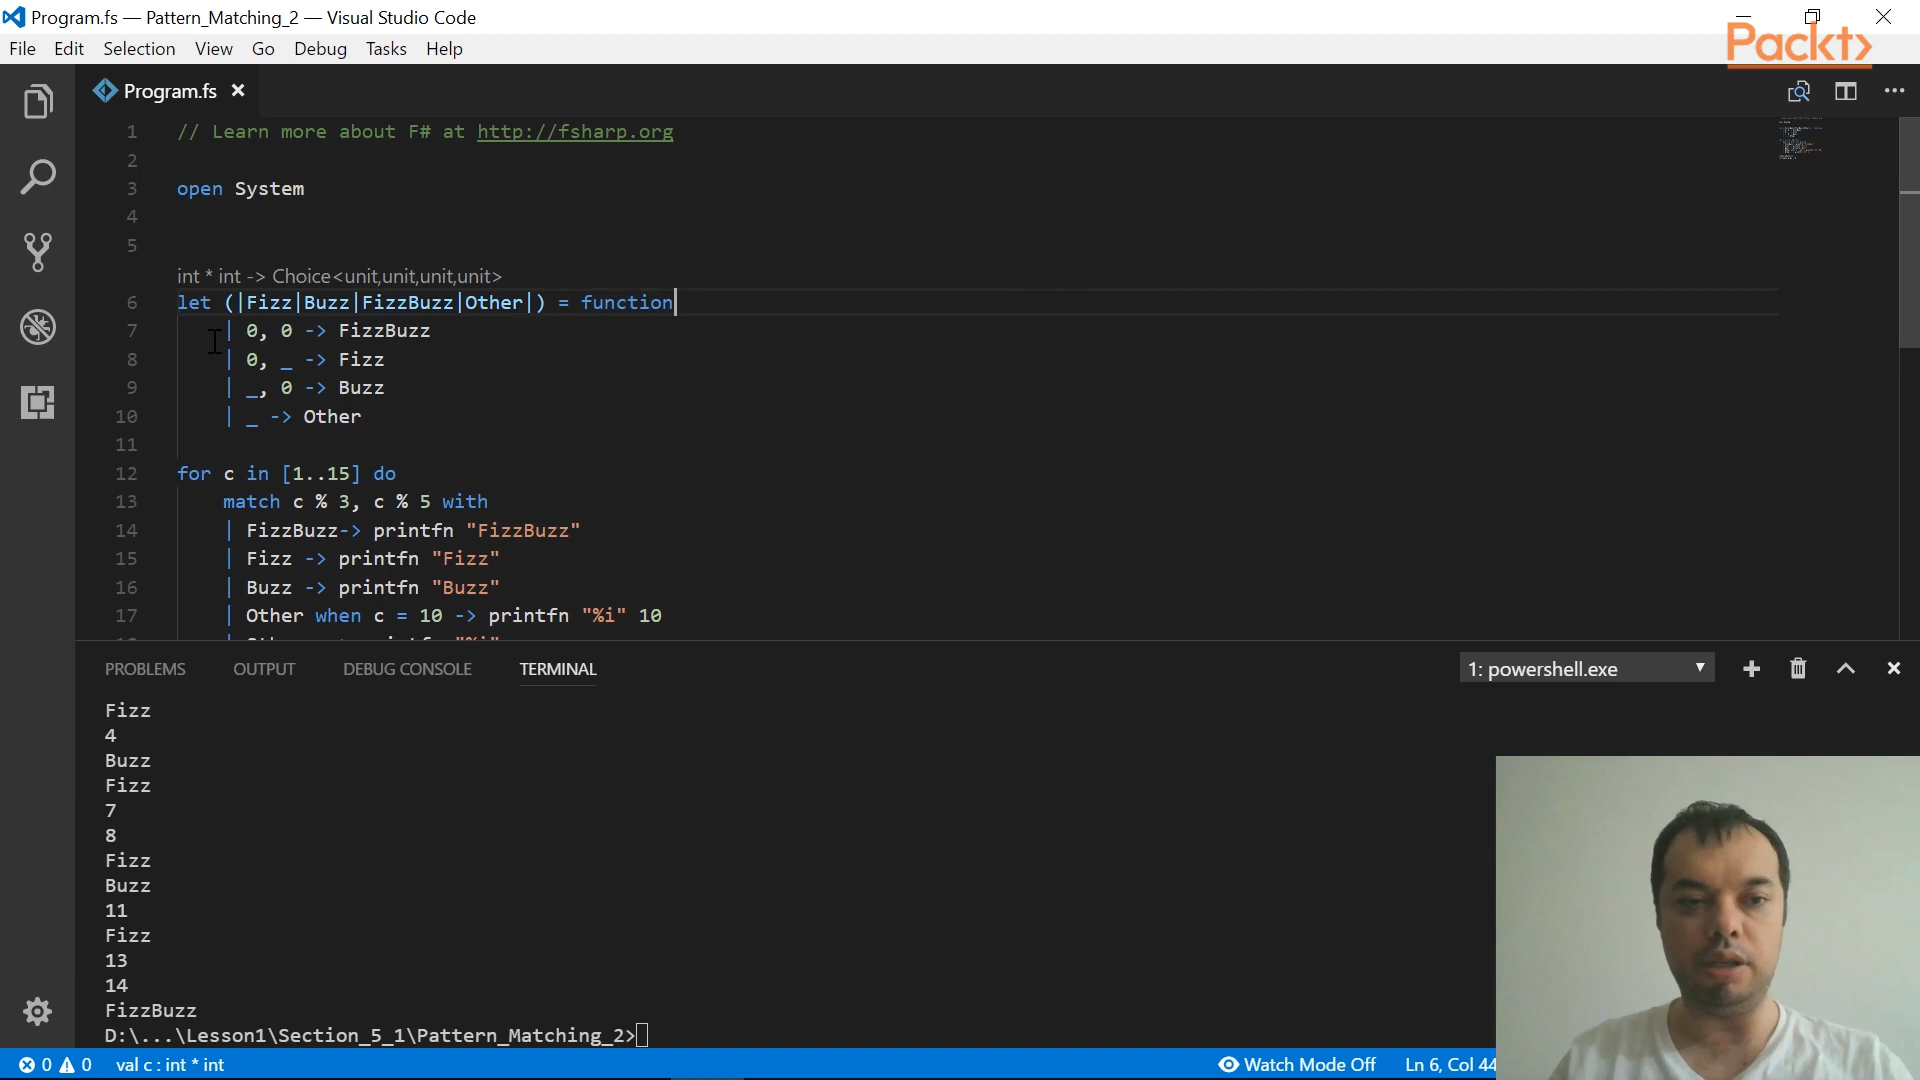 Program.fs — Pattern_Matching_2 — Visual Studio Code
Packt>
File Edit Selection View Go Debug Tasks Help
Program.fs
1 // Learn more about F# at http://fsharp.org
2
3 open System
4
5
int * int -> Choice<unit,unit,unit,unit>
6 let (|Fizz|Buzz|FizzBuzz|Other|) = function
7 | 0, 0 -> FizzBuzz
8 | 0, _ -> Fizz
9 | _, 0 -> Buzz
10 | _ -> Other
11
12 for c in [1..15] do
13 match c % 3, c % 5 with
14 | FizzBuzz-> printfn "FizzBuzz"
15 | Fizz -> printfn "Fizz"
16 | Buzz -> printfn "Buzz"
17 | Other when c = 10 -> printfn "%i" 10
PROBLEMS OUTPUT DEBUG CONSOLE TERMINAL 1: powershell.exe
Fizz
4
Buzz
Fizz
7
8
Fizz
Buzz
11
Fizz
13
14
FizzBuzz
D:\...\Lesson1\Section_5_1\Pattern_Matching_2>
0 0 val c : int * int Watch Mode Off Ln 6, Col 44